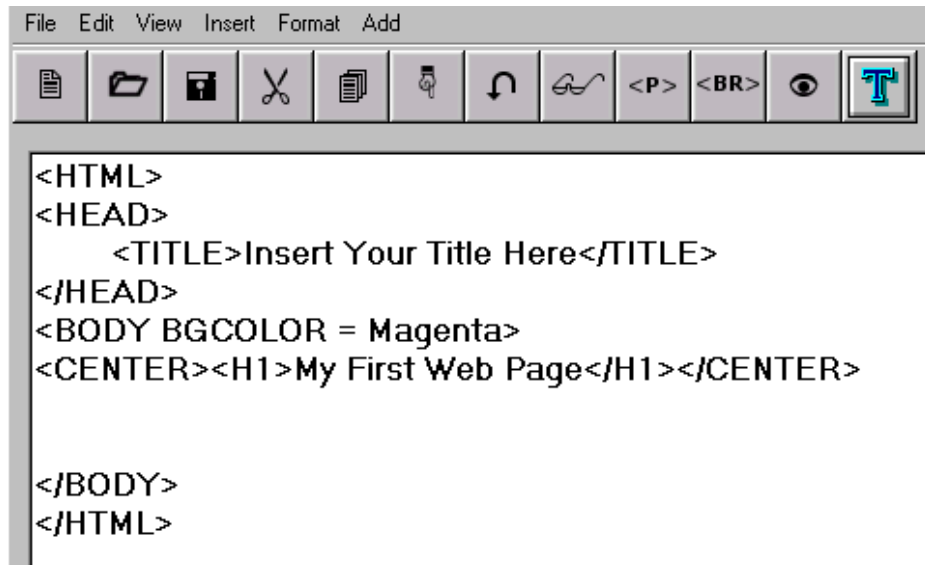 File Edit View Insert Format Add
<P> <BR> T
<HTML>
<HEAD>
<TITLE>Insert Your Title Here</TITLE>
</HEAD>
<BODY BGCOLOR = Magenta>
<CENTER><H1>My First Web Page</H1></CENTER>
</BODY>
</HTML>